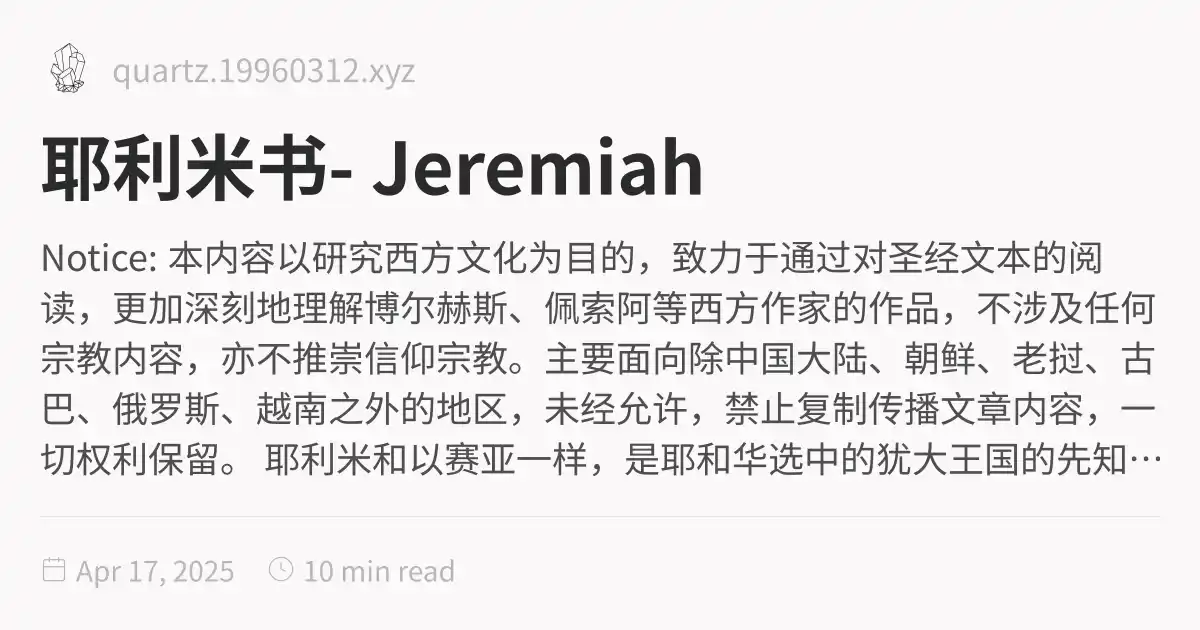 quartz.19960312.xyz
耶利米书- Jeremiah
Notice: 本内容以研究西方文化为目的，致力于通过对圣经文本的阅
读，更加深刻地理解博尔赫斯、佩索阿等西方作家的作品，不涉及任何
宗教内容，亦不推崇信仰宗教。主要面向除中国大陆、朝鲜、老挝、古
巴、俄罗斯、越南之外的地区，未经允许，禁止复制传播文章内容，一
切权利保留。 耶利米和以赛亚一样，是耶和华选中的犹大王国的先知…
Apr 17, 2025 10 min read